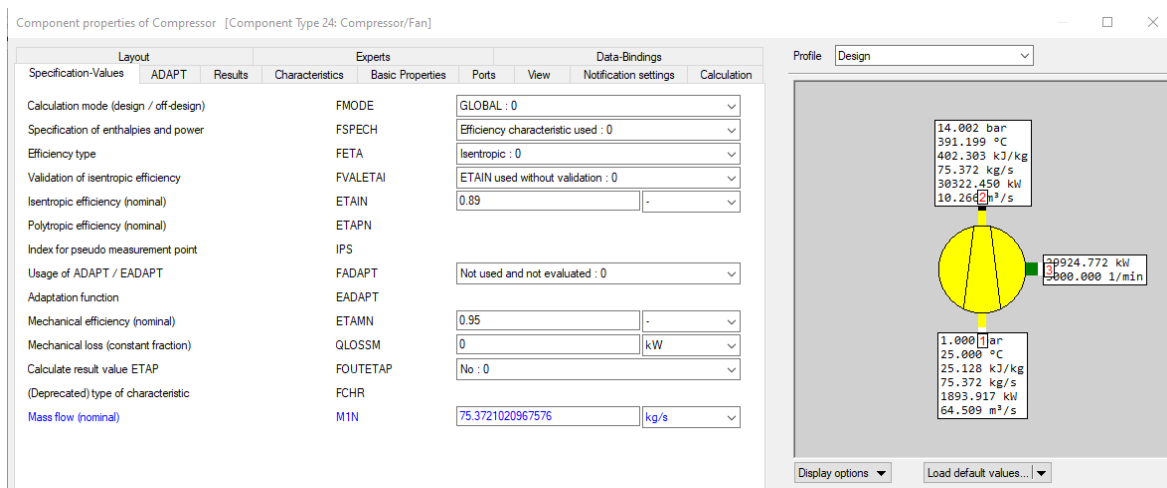 Component properties of Compressor [Component Type 24: Compressor/Fan]
Layout Experts Data-Bindings
Specification-Values ADAPT Results Characteristics Basic Properties Ports View Notification settings Calculation
Calculation mode (design / off-design) FMODE GLOBAL : 0
Specification of enthalpies and power FSPECH Efficiency characteristic used : 0
Efficiency type FETA Isentropic : 0
Validation of isentropic efficiency FVALETAI ETAIN used without validation : 0
Isentropic efficiency (nominal) ETAIN 0.89 -
Polytropic efficiency (nominal) ETAPN
Index for pseudo measurement point IPS
Usage of ADAPT / EADAPT FADAPT Not used and not evaluated : 0
Adaptation function EADAPT
Mechanical efficiency (nominal) ETAMN 0.95 -
Mechanical loss (constant fraction) QLOSSM 0 kW
Calculate result value ETAP FOUTETAP No : 0
(Deprecated) type of characteristic FCHR
Mass flow (nominal) M1N 75.3721020967576 kg/s
Profile Design
14.002 bar
391.199 °C
402.303 kJ/kg
75.372 kg/s
30322.450 kW
10.266 m³/s
2
29924.772 kW
3000.000 1/min
3
1.000 bar
1
25.000 °C
25.128 kJ/kg
75.372 kg/s
1893.917 kW
64.509 m³/s
Display options Load default values...